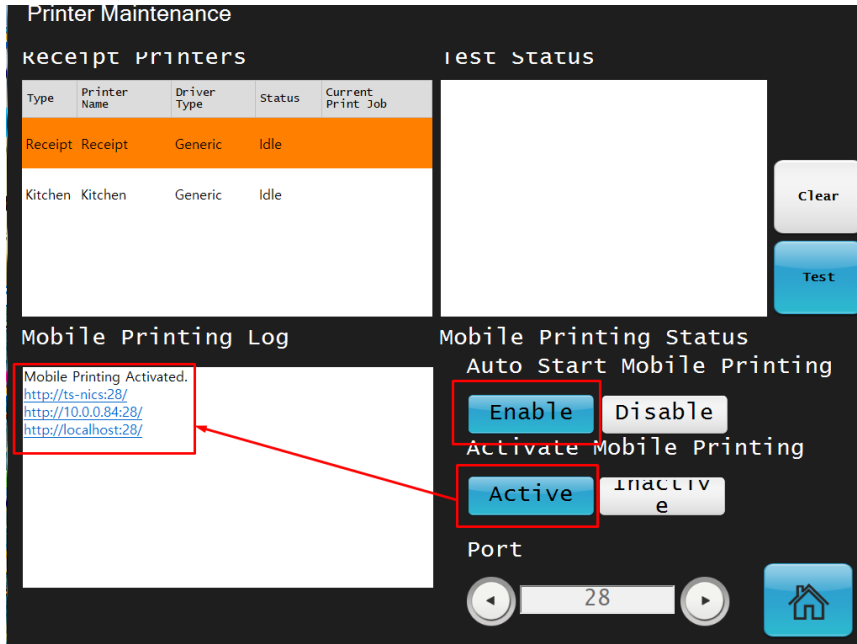 Printer Maintenance
Receipt Printers
Test Status
Type Printer Name Driver Type Status Current Print Job
Receipt Receipt Generic Idle
Kitchen Kitchen Generic Idle
Clear
Test
Mobile Printing Log
Mobile Printing Activated.
http://ts-nics:28/
http://10.0.0.84:28/
http://localhost:28/
Mobile Printing Status
Auto Start Mobile Printing
Enable Disable
Activate Mobile Printing
Active Inactiv
e
Port
28